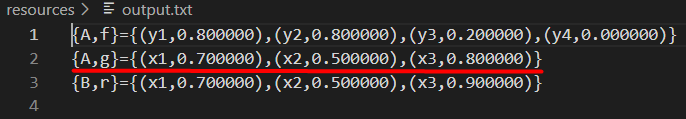 resources > output.txt
1 {A,f}={(y1,0.800000),(y2,0.800000),(y3,0.200000),(y4,0.000000)}
2 {A,g}={(x1,0.700000),(x2,0.500000),(x3,0.800000)}
3 {B,r}={(x1,0.700000),(x2,0.500000),(x3,0.900000)}
4